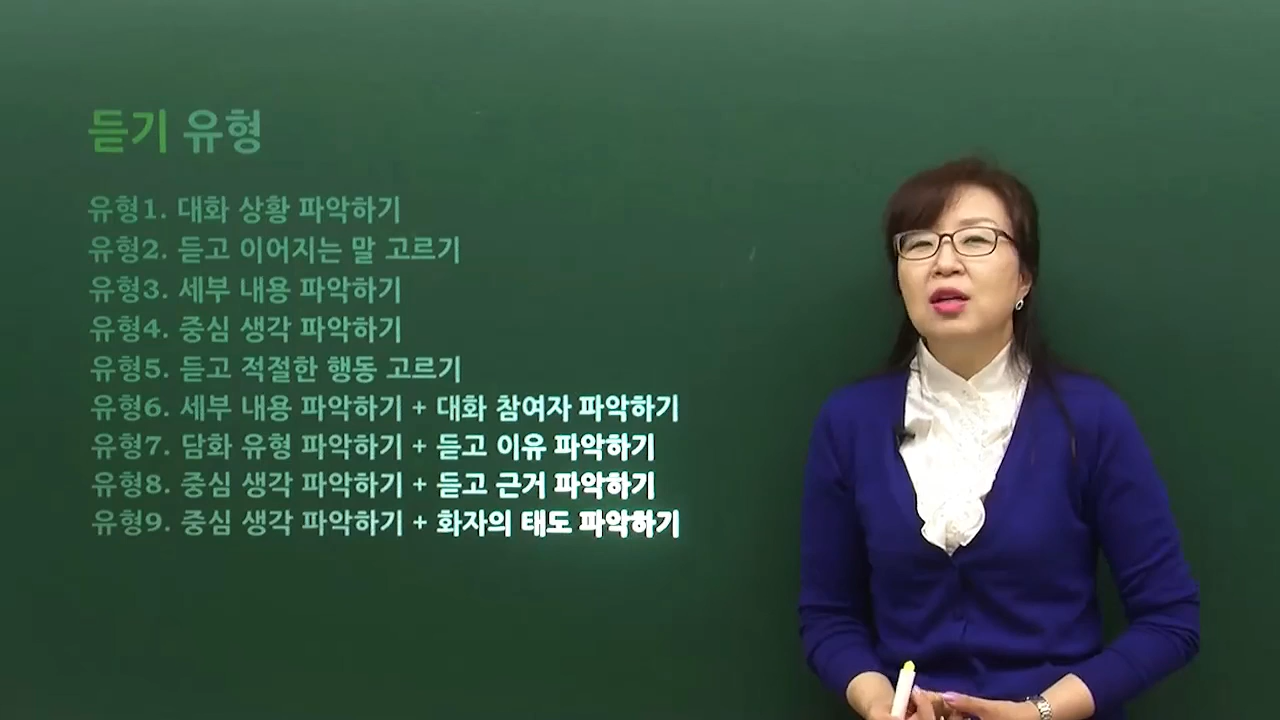 듣기 유형
유형1. 대화 상황 파악하기
유형2. 듣고 이어지는 말 고르기
유형3. 세부 내용 파악하기
유형4. 중심 생각 파악하기
유형5. 듣고 적절한 행동 고르기
유형6. 세부 내용 파악하기 + 대화 참여자 파악하기
유형7. 담화 유형 파악하기 + 듣고 이유 파악하기
유형8. 중심 생각 파악하기 + 듣고 근거 파악하기
유형9. 중심 생각 파악하기 + 화자의 태도 파악하기